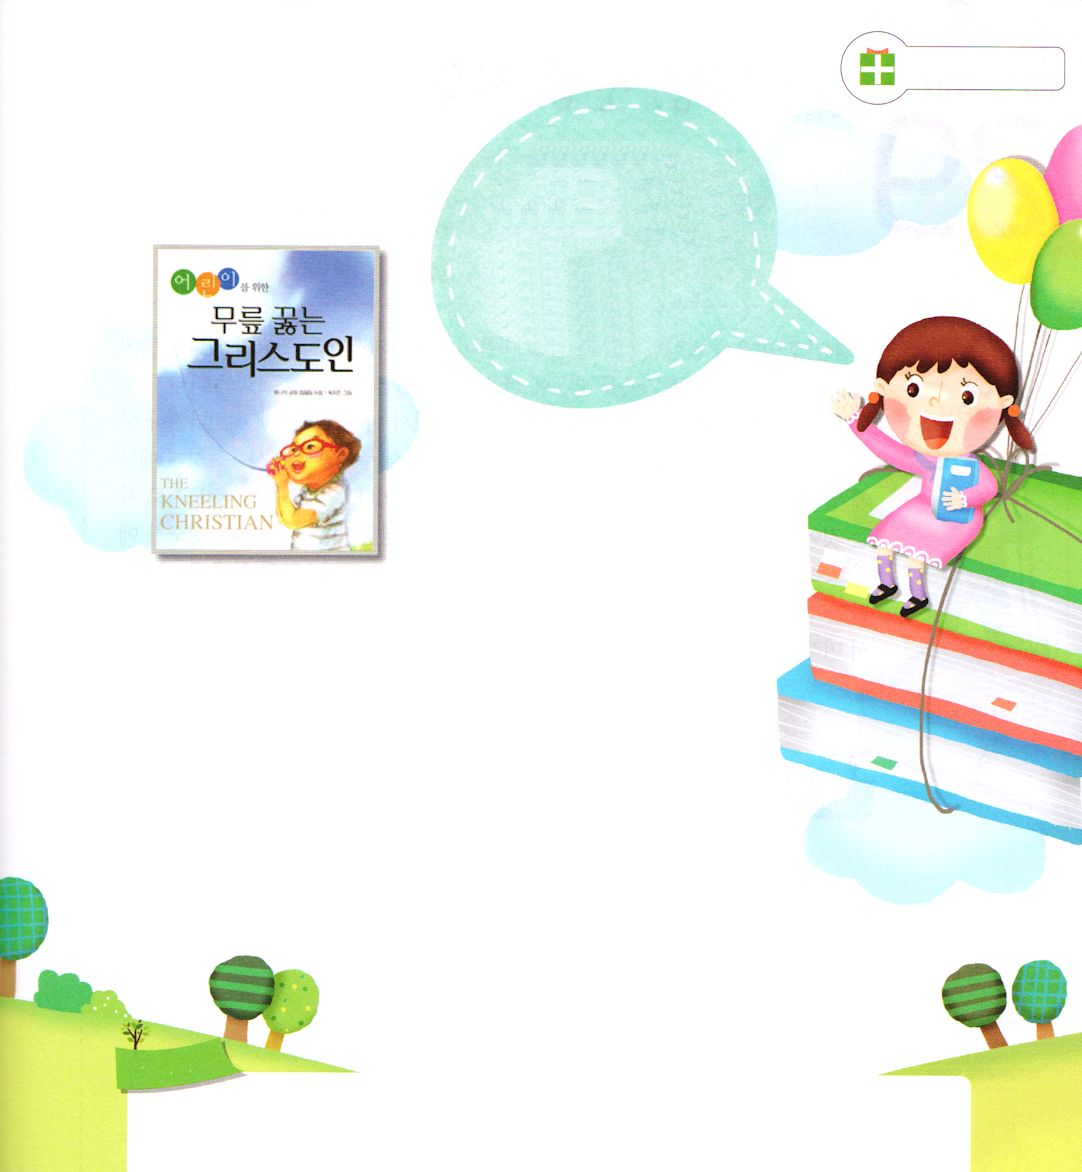 어린이를 위한
무릎 꿇는
그리스도인
THE
KNEELING
CHRISTIAN